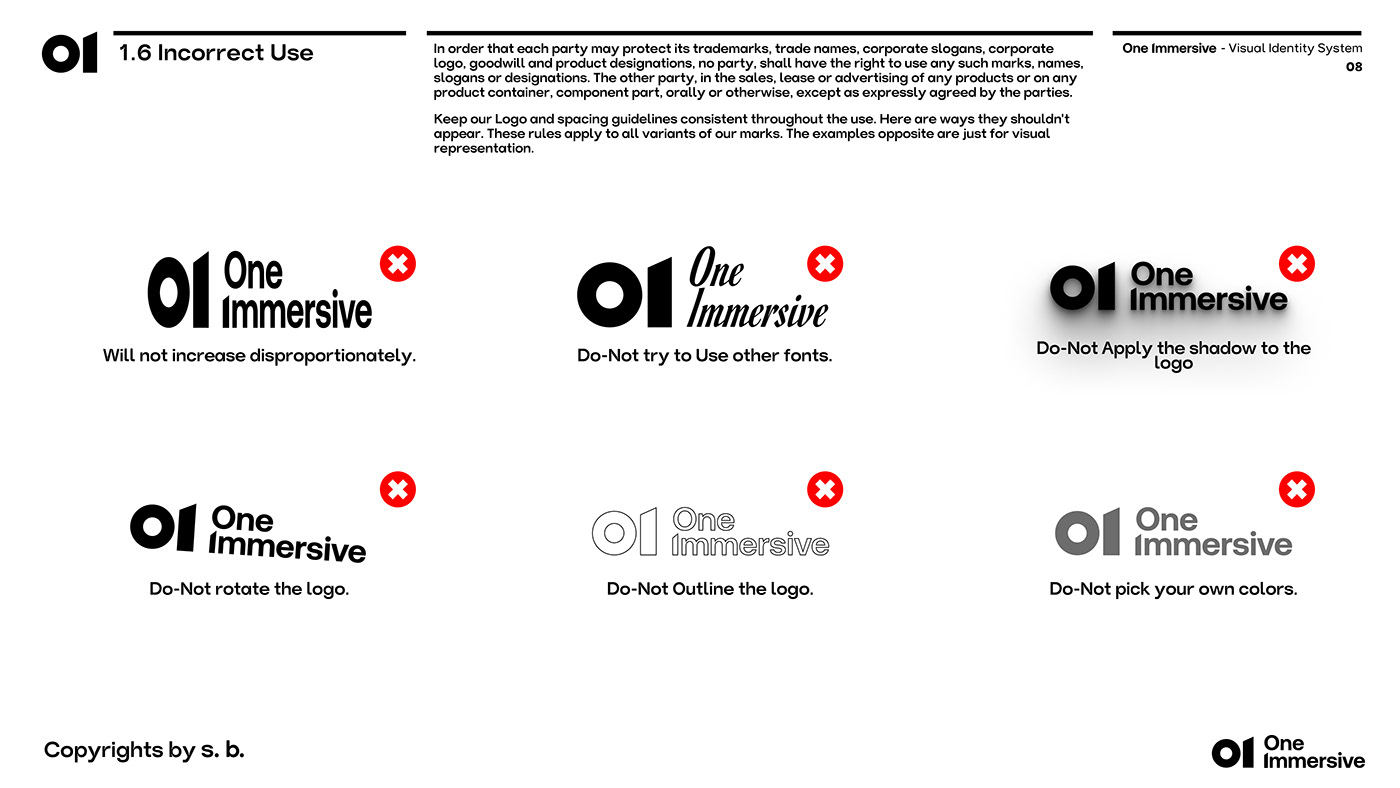 01
1.6 Incorrect Use
In order that each party may protect its trademarks, trade names, corporate slogans, corporate
logo, goodwill and product designations, no party, shall have the right to use any such marks, names,
slogans or designations. The other party, in the sales, lease or advertising of any products or on any
product container, component part, orally or otherwise, except as expressly agreed by the parties.
Keep our Logo and spacing guidelines consistent throughout the use. Here are ways they shouldn't
appear. These rules apply to all variants of our marks. The examples opposite are just for visual
representation.
One Immersive - Visual Identity System
08
01 One
Immersive
Will not increase disproportionately.
01 One
Immersive
Do-Not try to Use other fonts.
01 One
Immersive
Do-Not Apply the shadow to the
logo
01 One
Immersive
Do-Not rotate the logo.
01 One
Immersive
Do-Not Outline the logo.
01 One
Immersive
Do-Not pick your own colors.
Copyrights by s. b.
01 One
Immersive